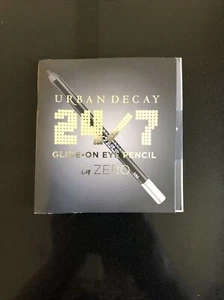 URBAN DECAY
24/7
GLIDE-ON EYE PENCIL
in ZERO